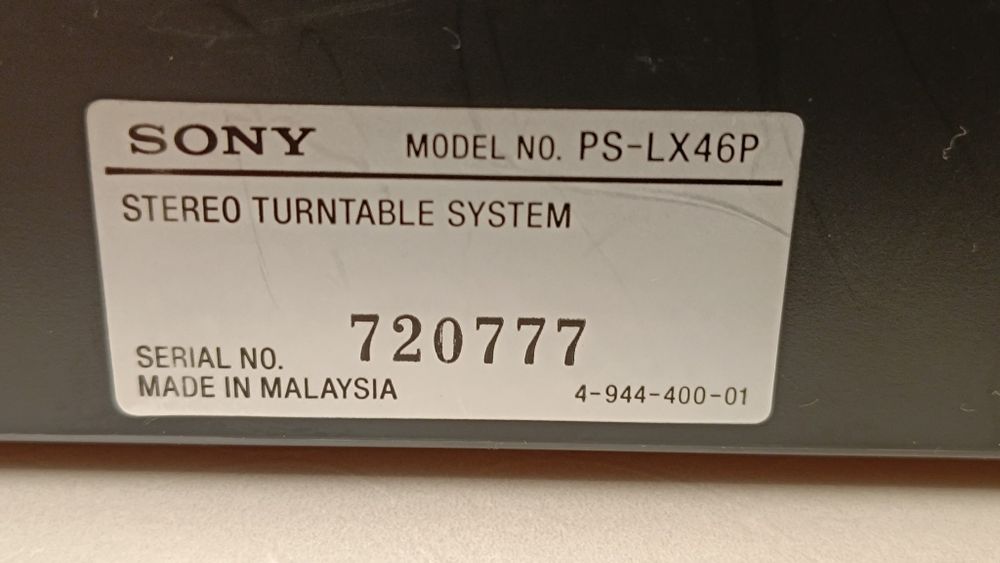 SONY MODEL NO. PS-LX46P
STEREO TURNTABLE SYSTEM
SERIAL NO. 720777
MADE IN MALAYSIA 4-944-400-01